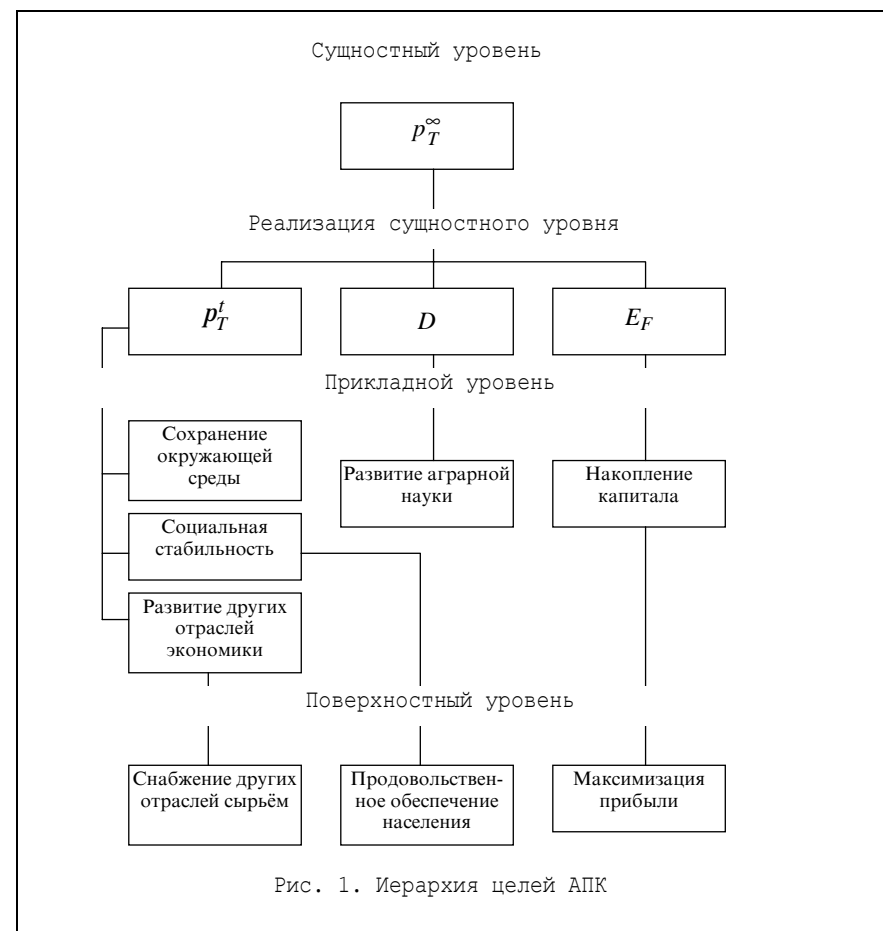 Сущностный уровень
p_T^∞
Реализация сущностного уровня
p_T^t
D
E_F
Прикладной уровень
Сохранение
окружающей
среды
Развитие аграрной
науки
Накопление
капитала
Социальная
стабильность
Развитие других
отраслей
экономики
Поверхностный уровень
Снабжение других
отраслей сырьём
Продовольствен-
ное обеспечение
населения
Максимизация
прибыли
Рис. 1. Иерархия целей АПК